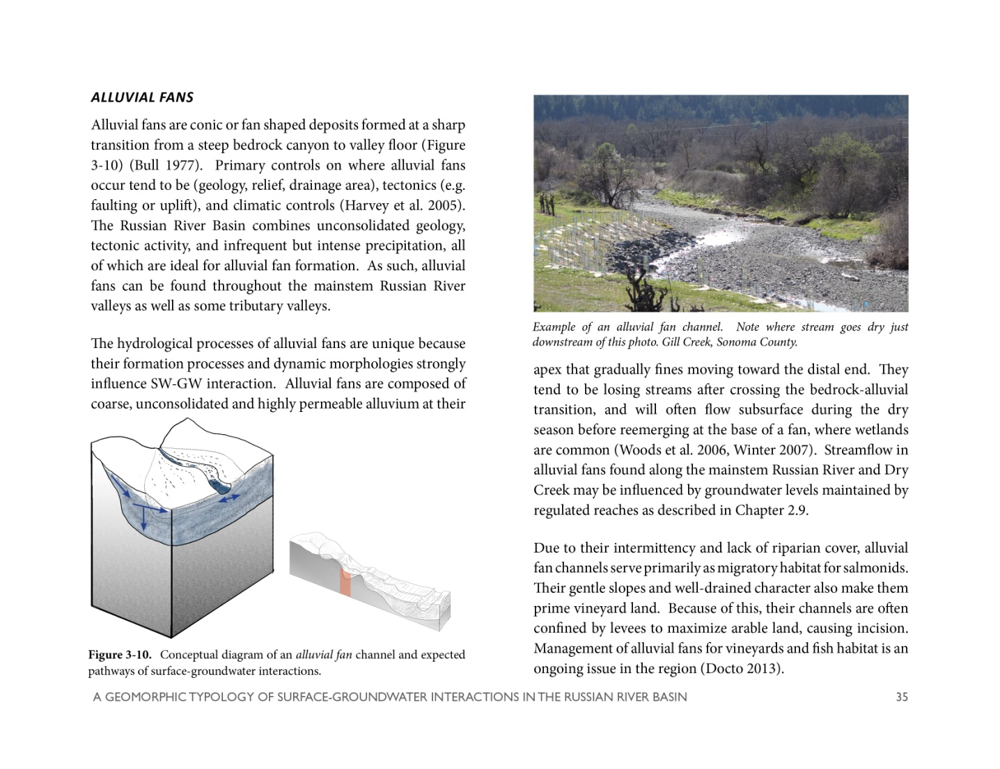 ALLUVIAL FANS
Alluvial fans are conic or fan shaped deposits formed at a sharp
transition from a steep bedrock canyon to valley floor (Figure
3-10) (Bull 1977).  Primary controls on where alluvial fans
occur tend to be (geology, relief, drainage area), tectonics (e.g.
faulting or uplift), and climatic controls (Harvey et al. 2005).
The Russian River Basin combines unconsolidated geology,
tectonic activity, and infrequent but intense precipitation, all
of which are ideal for alluvial fan formation.  As such, alluvial
fans can be found throughout the mainstem Russian River
valleys as well as some tributary valleys.
The hydrological processes of alluvial fans are unique because
their formation processes and dynamic morphologies strongly
influence SW-GW interaction.  Alluvial fans are composed of
coarse, unconsolidated and highly permeable alluvium at their
Figure 3-10.  Conceptual diagram of an alluvial fan channel and expected
pathways of surface-groundwater interactions.
Example of an alluvial fan channel.  Note where stream goes dry just
downstream of this photo. Gill Creek, Sonoma County.
apex that gradually fines moving toward the distal end.  They
tend to be losing streams after crossing the bedrock-alluvial
transition, and will often flow subsurface during the dry
season before reemerging at the base of a fan, where wetlands
are common (Woods et al. 2006, Winter 2007).  Streamflow in
alluvial fans found along the mainstem Russian River and Dry
Creek may be influenced by groundwater levels maintained by
regulated reaches as described in Chapter 2.9.
Due to their intermittency and lack of riparian cover, alluvial
fan channels serve primarily as migratory habitat for salmonids.
Their gentle slopes and well-drained character also make them
prime vineyard land.  Because of this, their channels are often
confined by levees to maximize arable land, causing incision.
Management of alluvial fans for vineyards and fish habitat is an
ongoing issue in the region (Docto 2013).
A GEOMORPHIC TYPOLOGY OF SURFACE-GROUNDWATER INTERACTIONS IN THE RUSSIAN RIVER BASIN 35